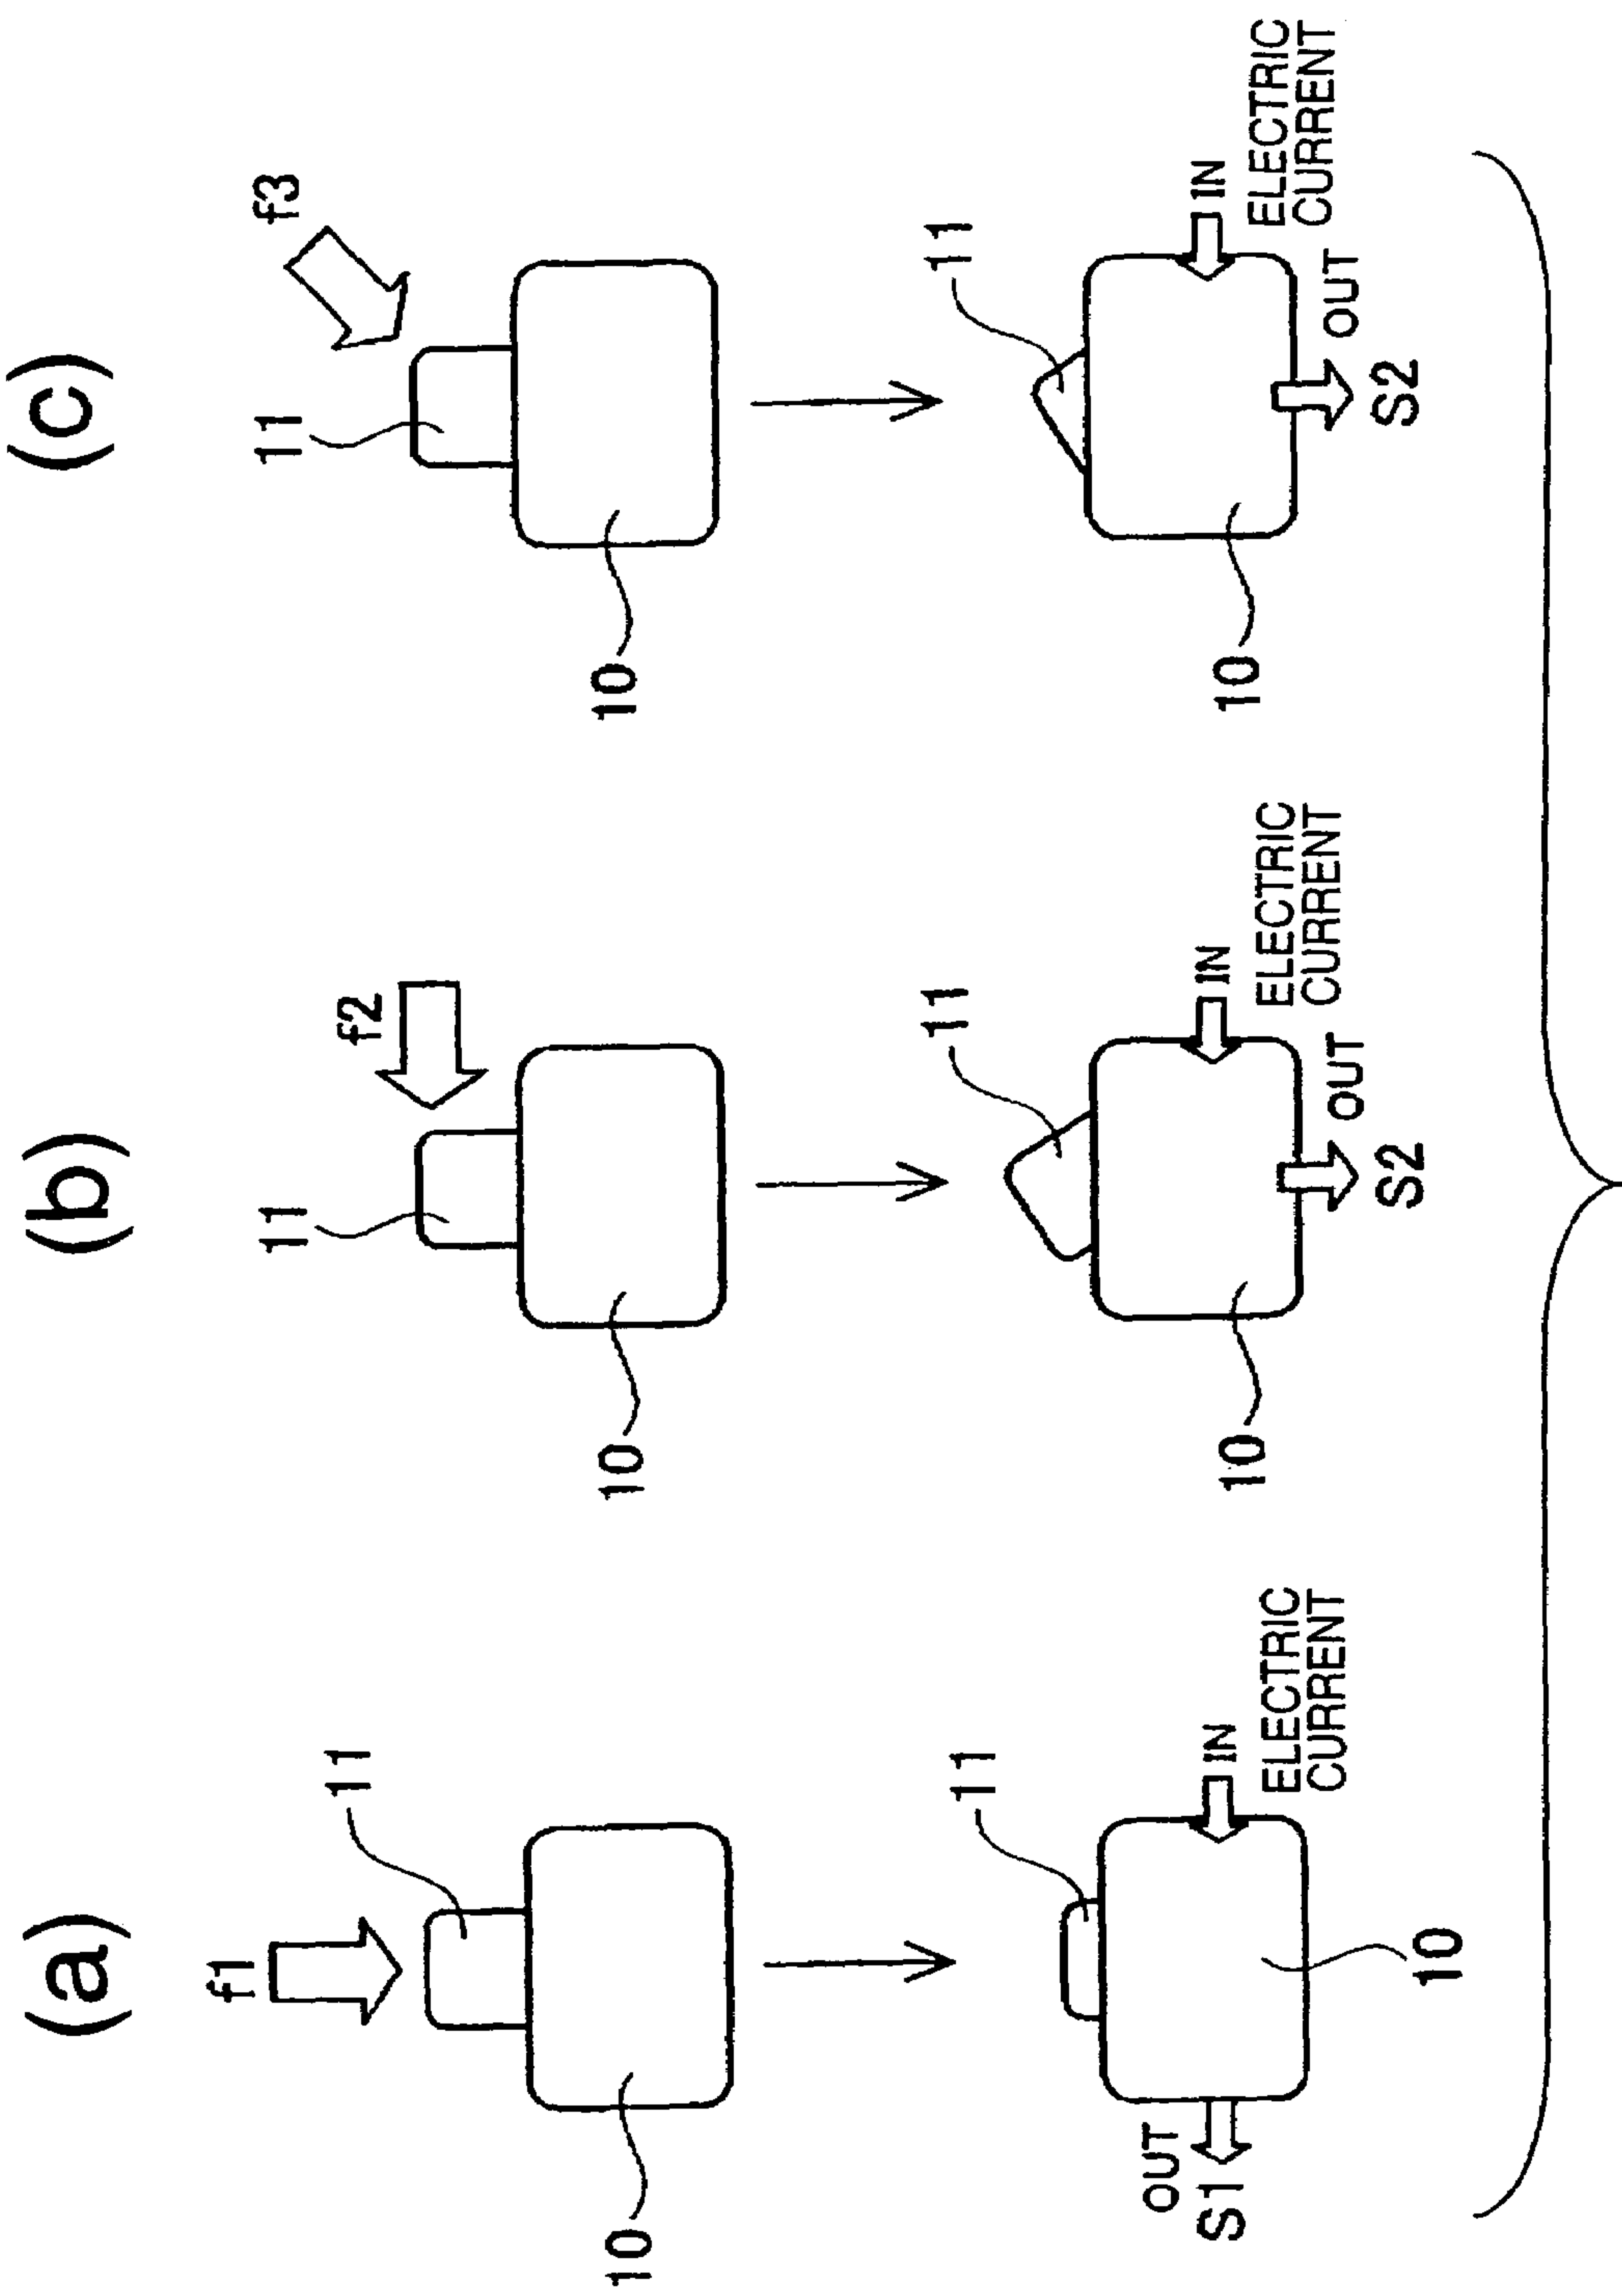 (a)
f1
11
10
11
OUT
S1
IN
ELECTRIC
CURRENT
10
(b)
f2
11
10
11
IN
ELECTRIC
CURRENT
OUT
S2
10
(c)
f3
11
10
11
IN
ELECTRIC
CURRENT
OUT
S2
10